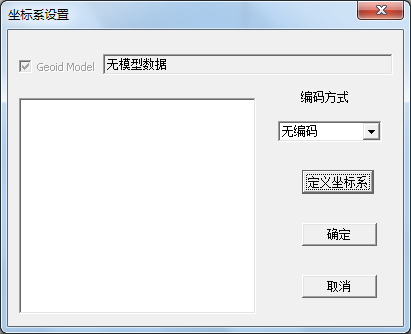 坐标系设置
Geoid Model
无模型数据
编码方式
无编码
定义坐标系
确定
取消